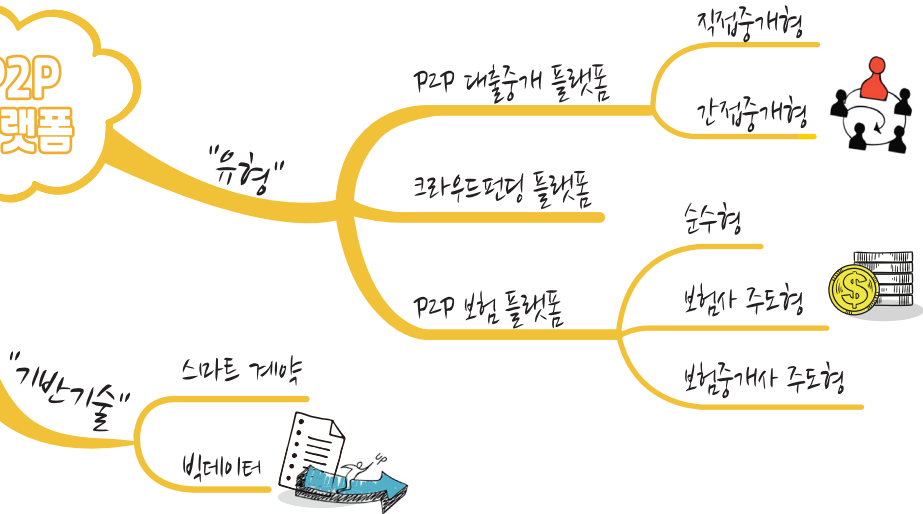 P2P
랫폼
"유형"
P2P 대출중개 플랫폼
직접중개형
간접중개형
크라우드펀딩 플랫폼
P2P 보험 플랫폼
순수형
보험사 주도형
보험중개사 주도형
"기반기술"
스마트 계약
빅데이터
UP